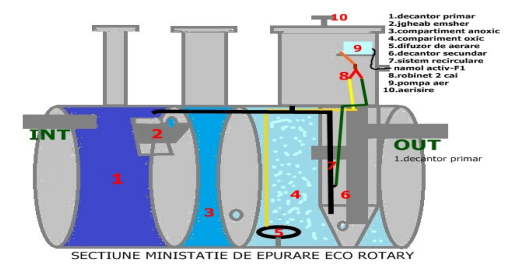 10
1.decantor primar
2.jgheab emsher
3.compartiment anoxic
4.compariment oxic
5.difuzor de aerare
6.decantor secundar
7.sistem recirculare
namol activ-F1
8.robinet 2 cai
9.pompa aer
10.aerisire
9
8
INT
2
OUT
1.decantor primar
1
7
3
4
6
5
SECTIUNE MINISTATIE DE EPURARE ECO ROTARY